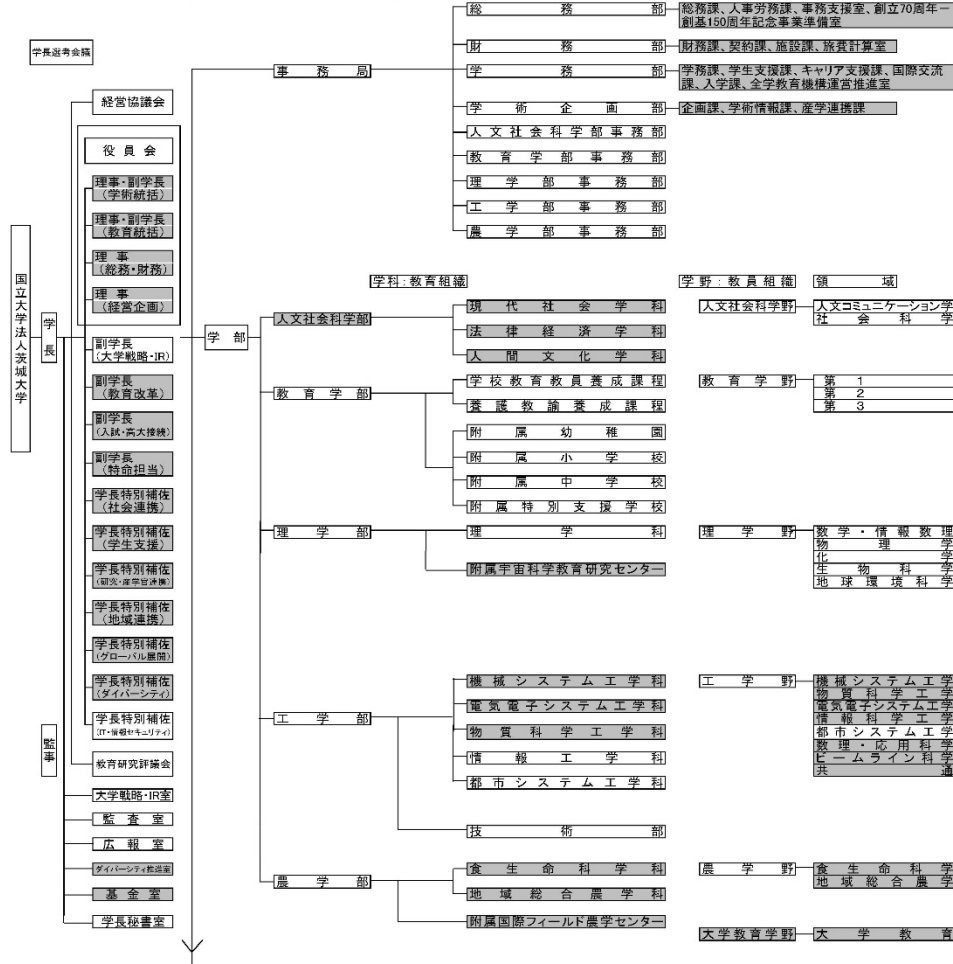 学長選考会議
国立大学法人茨城大学
学長
監事
経営協議会
役員会
理事・副学長
(学術統括)
理事・副学長
(教育統括)
理事
(総務・財務)
理事
(経営企画)
副学長
(大学戦略・IR)
副学長
(教育改革)
副学長
(入試・高大接続)
副学長
(特命担当)
学長特別補佐
(社会連携)
学長特別補佐
(学生支援)
学長特別補佐
(研究・産学官連携)
学長特別補佐
(地域連携)
学長特別補佐
(グローバル展開)
学長特別補佐
(ダイバーシティ)
学長特別補佐
(IT・情報セキュリティ)
教育研究評議会
大学戦略・IR室
監査室
広報室
ダイバーシティ推進室
基金室
学長秘書室
事務局
総務部
総務課、人事労務課、事務支援室、創立70周年－
創基150周年記念事業準備室
財務部
財務課、契約課、施設課、旅費計算室
学務部
学務課、学生支援課、キャリア支援課、国際交流
課、入学課、全学教育機構運営推進室
学術企画部
企画課、学術情報課、産学連携課
人文社会科学部事務部
教育学部事務部
理学部事務部
工学部事務部
農学部事務部
学科：教育組織
学野：教員組織
領域
学部
人文社会科学部
現代社会学科
法律経済学科
人間文化学科
人文社会科学野
人文コミュニケーション学
社会科学
教育学部
学校教育教員養成課程
養護教諭養成課程
附属幼稚園
附属小学校
附属中学校
附属特別支援学校
教育学野
第1
第2
第3
理学部
理学科
附属宇宙科学教育研究センター
理学野
数学・情報数理
物理学
化学
生物科学
地球環境科学
工学部
機械システム工学科
電気電子システム工学科
物質科学工学科
情報工学科
都市システム工学科
技術部
工学野
機械システム工学
物質科学工学
電気電子システム工学
情報科学工学
都市システム工学
数理・応用科学
ビームライン科学
共通
農学部
食生命科学科
地域総合農学科
附属国際フィールド農学センター
農学野
食生命科学
地域総合農学
大学教育学野
大学教育